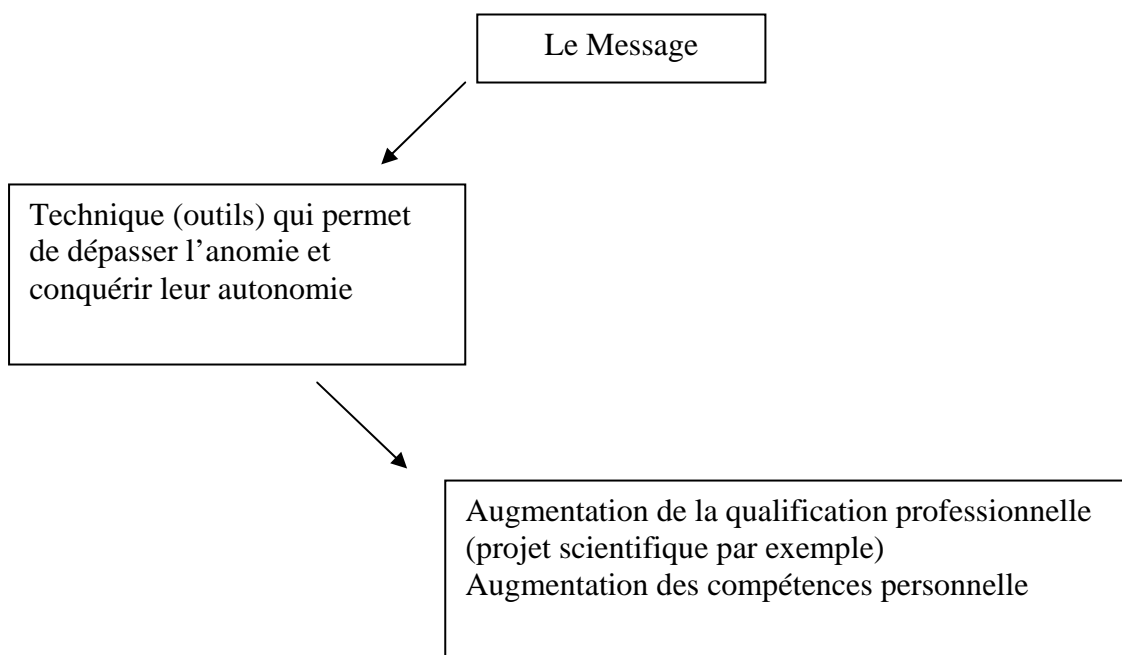 Le Message
Technique (outils) qui permet
de dépasser l’anomie et
conquérir leur autonomie
Augmentation de la qualification professionnelle
(projet scientifique par exemple)
Augmentation des compétences personnelle